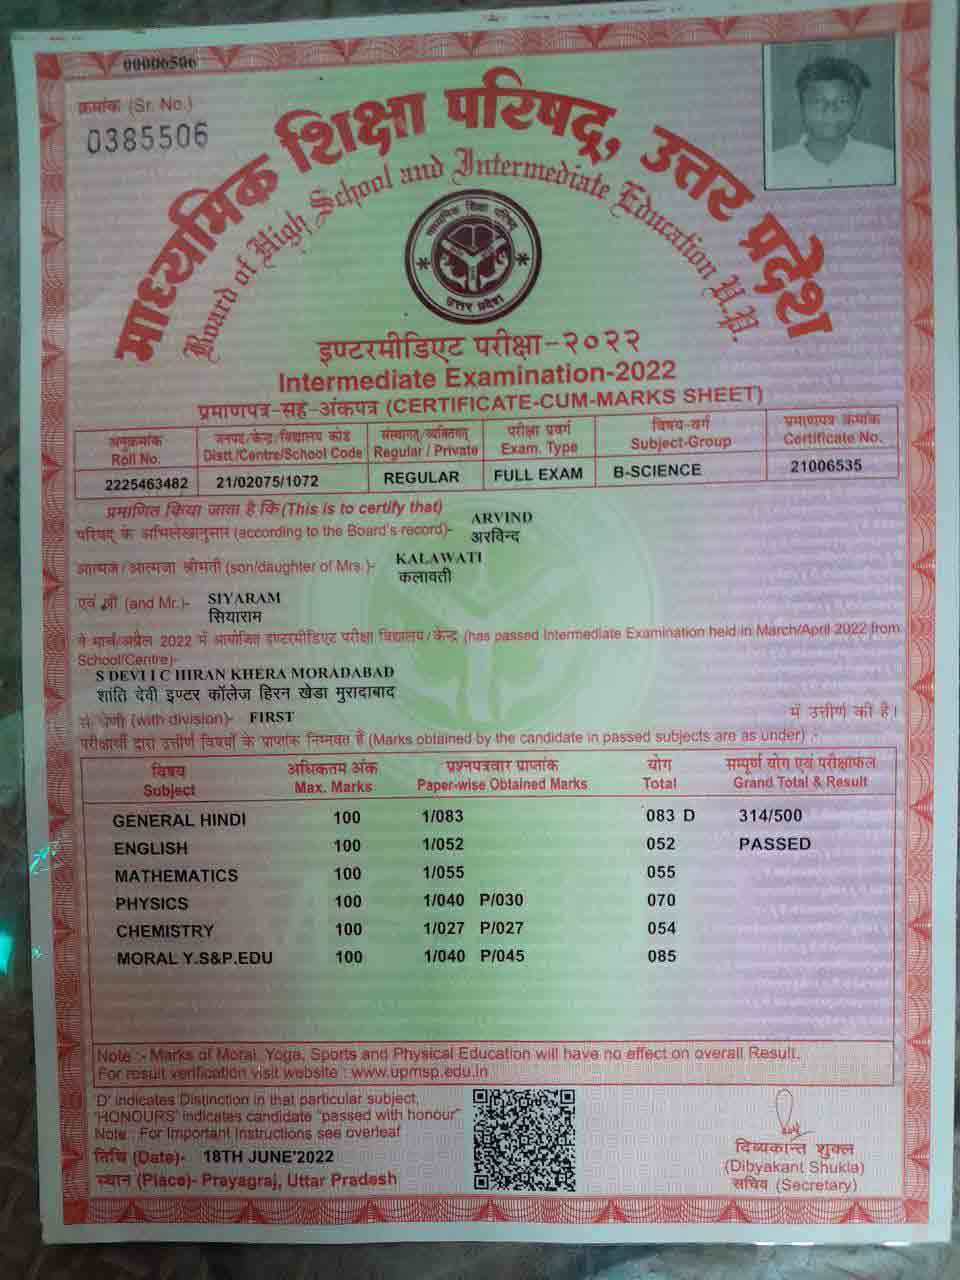 00006506
क्रमांक (Sr. No.)
0385506
माध्यमिक शिक्षा परिषद्, उत्तर प्रदेश
Board of High School and Intermediate Education U.P.
माध्यमिक शिक्षा परिषद
उत्तर प्रदेश
इण्टरमीडिएट परीक्षा-२०२२
Intermediate Examination-2022
प्रमाणपत्र-सह-अंकपत्र (CERTIFICATE-CUM-MARKS SHEET)
अनुक्रमांक जनपद/केन्द्र/विद्यालय कोड संस्थागत/व्यक्तिगत परीक्षा प्रवर्ग विषय-वर्ग प्रमाणपत्र क्रमांक
Roll No. Distt./Centre/School Code Regular / Private Exam. Type Subject-Group Certificate No.
2225463482 21/02075/1072 REGULAR FULL EXAM B-SCIENCE 21006535
प्रमाणित किया जाता है कि (This is to certify that)
ARVIND
परिषद् के अभिलेखानुसार (according to the Board's record)- अरविन्द
KALAWATI
आत्मज/आत्मजा श्रीमती (son/daughter of Mrs.)- कलावती
एवं श्री (and Mr.)- SIYARAM
सियाराम
ने मार्च/अप्रैल 2022 में आयोजित इण्टरमीडिएट परीक्षा विद्यालय/केन्द्र (has passed Intermediate Examination held in March/April 2022 from
School/Centre)-
S DEVI I C HIRAN KHERA MORADABAD
शांति देवी इण्टर कॉलेज हिरन खेडा मुरादाबाद
से श्रेणी (with division)- FIRST में उत्तीर्ण की है।
परीक्षार्थी द्वारा उत्तीर्ण विषयों के प्राप्तांक निम्नवत हैं (Marks obtained by the candidate in passed subjects are as under) :-
विषय अधिकतम अंक प्रश्नपत्रवार प्राप्तांक योग सम्पूर्ण योग एवं परीक्षाफल
Subject Max. Marks Paper-wise Obtained Marks Total Grand Total & Result
GENERAL HINDI 100 1/083 083 D 314/500
ENGLISH 100 1/052 052 PASSED
MATHEMATICS 100 1/055 055
PHYSICS 100 1/040 P/030 070
CHEMISTRY 100 1/027 P/027 054
MORAL Y.S&P.EDU 100 1/040 P/045 085
Note :- Marks of Moral, Yoga, Sports and Physical Education will have no effect on overall Result.
For result verification visit website : www.upmsp.edu.in
'D' indicates Distinction in that particular subject,
'HONOURS' indicates candidate "passed with honour"
Note : For Important Instructions see overleaf
तिथि (Date)- 18TH JUNE'2022
स्थान (Place)- Prayagraj, Uttar Pradesh
दिव्यकान्त शुक्ल
(Dibyakant Shukla)
सचिव (Secretary)